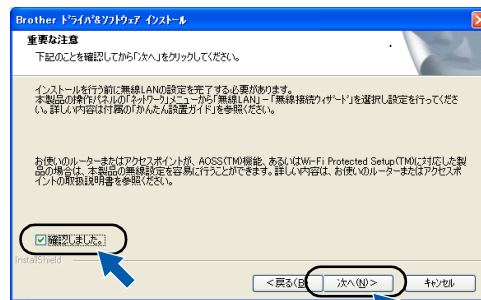 Brother ﾄﾞﾗｲﾊﾞ&ｿﾌﾄｳｪｱ ｲﾝｽﾄｰﾙ
重要な注意
下記のことを確認してから「次へ」をクリックしてください。
インストールを行う前に無線LANの設定を完了する必要があります。
本製品の操作パネルの「ネットワーク」メニューから「無線LAN」－「無線接続ウィザード」を選択し設定を行ってくださ
い。詳しい内容は付属の「かんたん設置ガイド」を参照ください。
お使いのルーターまたはアクセスポイントが、AOSS(TM)機能、あるいはWi-Fi Protected Setup(TM)に対応した製
品の場合は、本製品の無線設定を容易に行うことができます。詳しい内容は、お使いのルーターまたはアクセスポ
イントの取扱説明書を参照ください。
確認しました。
InstallShield
<戻る(B)
次へ(N)>
ｷｬﾝｾﾙ